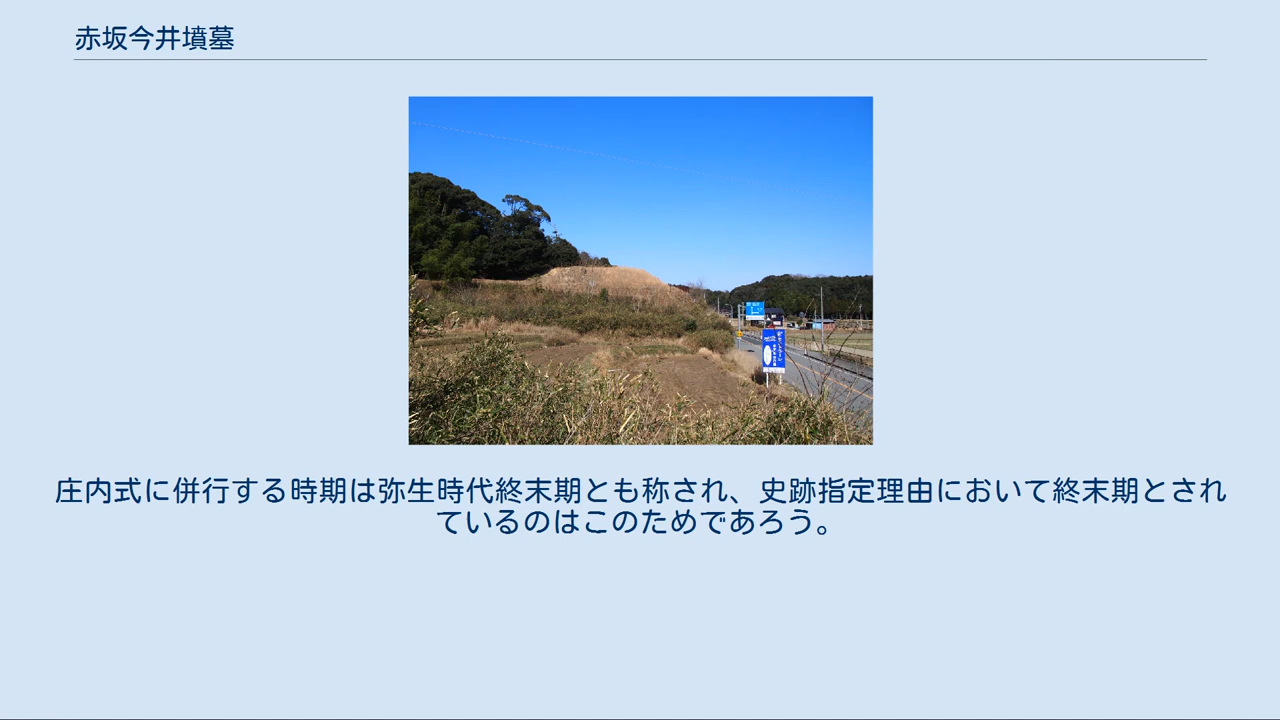 赤坂今井墳墓
庄内式に併行する時期は弥生時代終末期とも称され、史跡指定理由において終末期とされ
ているのはこのためであろう。